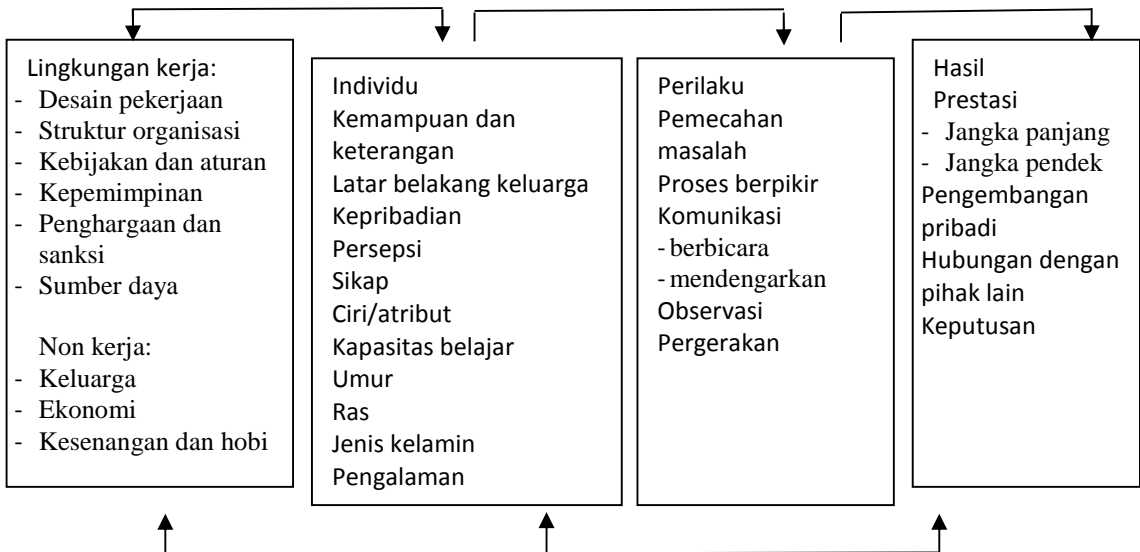 Lingkungan kerja:
- Desain pekerjaan
- Struktur organisasi
- Kebijakan dan aturan
- Kepemimpinan
- Penghargaan dan
sanksi
- Sumber daya
Non kerja:
- Keluarga
- Ekonomi
- Kesenangan dan hobi
Individu
Kemampuan dan
keterangan
Latar belakang keluarga
Kepribadian
Persepsi
Sikap
Ciri/atribut
Kapasitas belajar
Umur
Ras
Jenis kelamin
Pengalaman
Perilaku
Pemecahan
masalah
Proses berpikir
Komunikasi
- berbicara
- mendengarkan
Observasi
Pergerakan
Hasil
Prestasi
- Jangka panjang
- Jangka pendek
Pengembangan
pribadi
Hubungan dengan
pihak lain
Keputusan